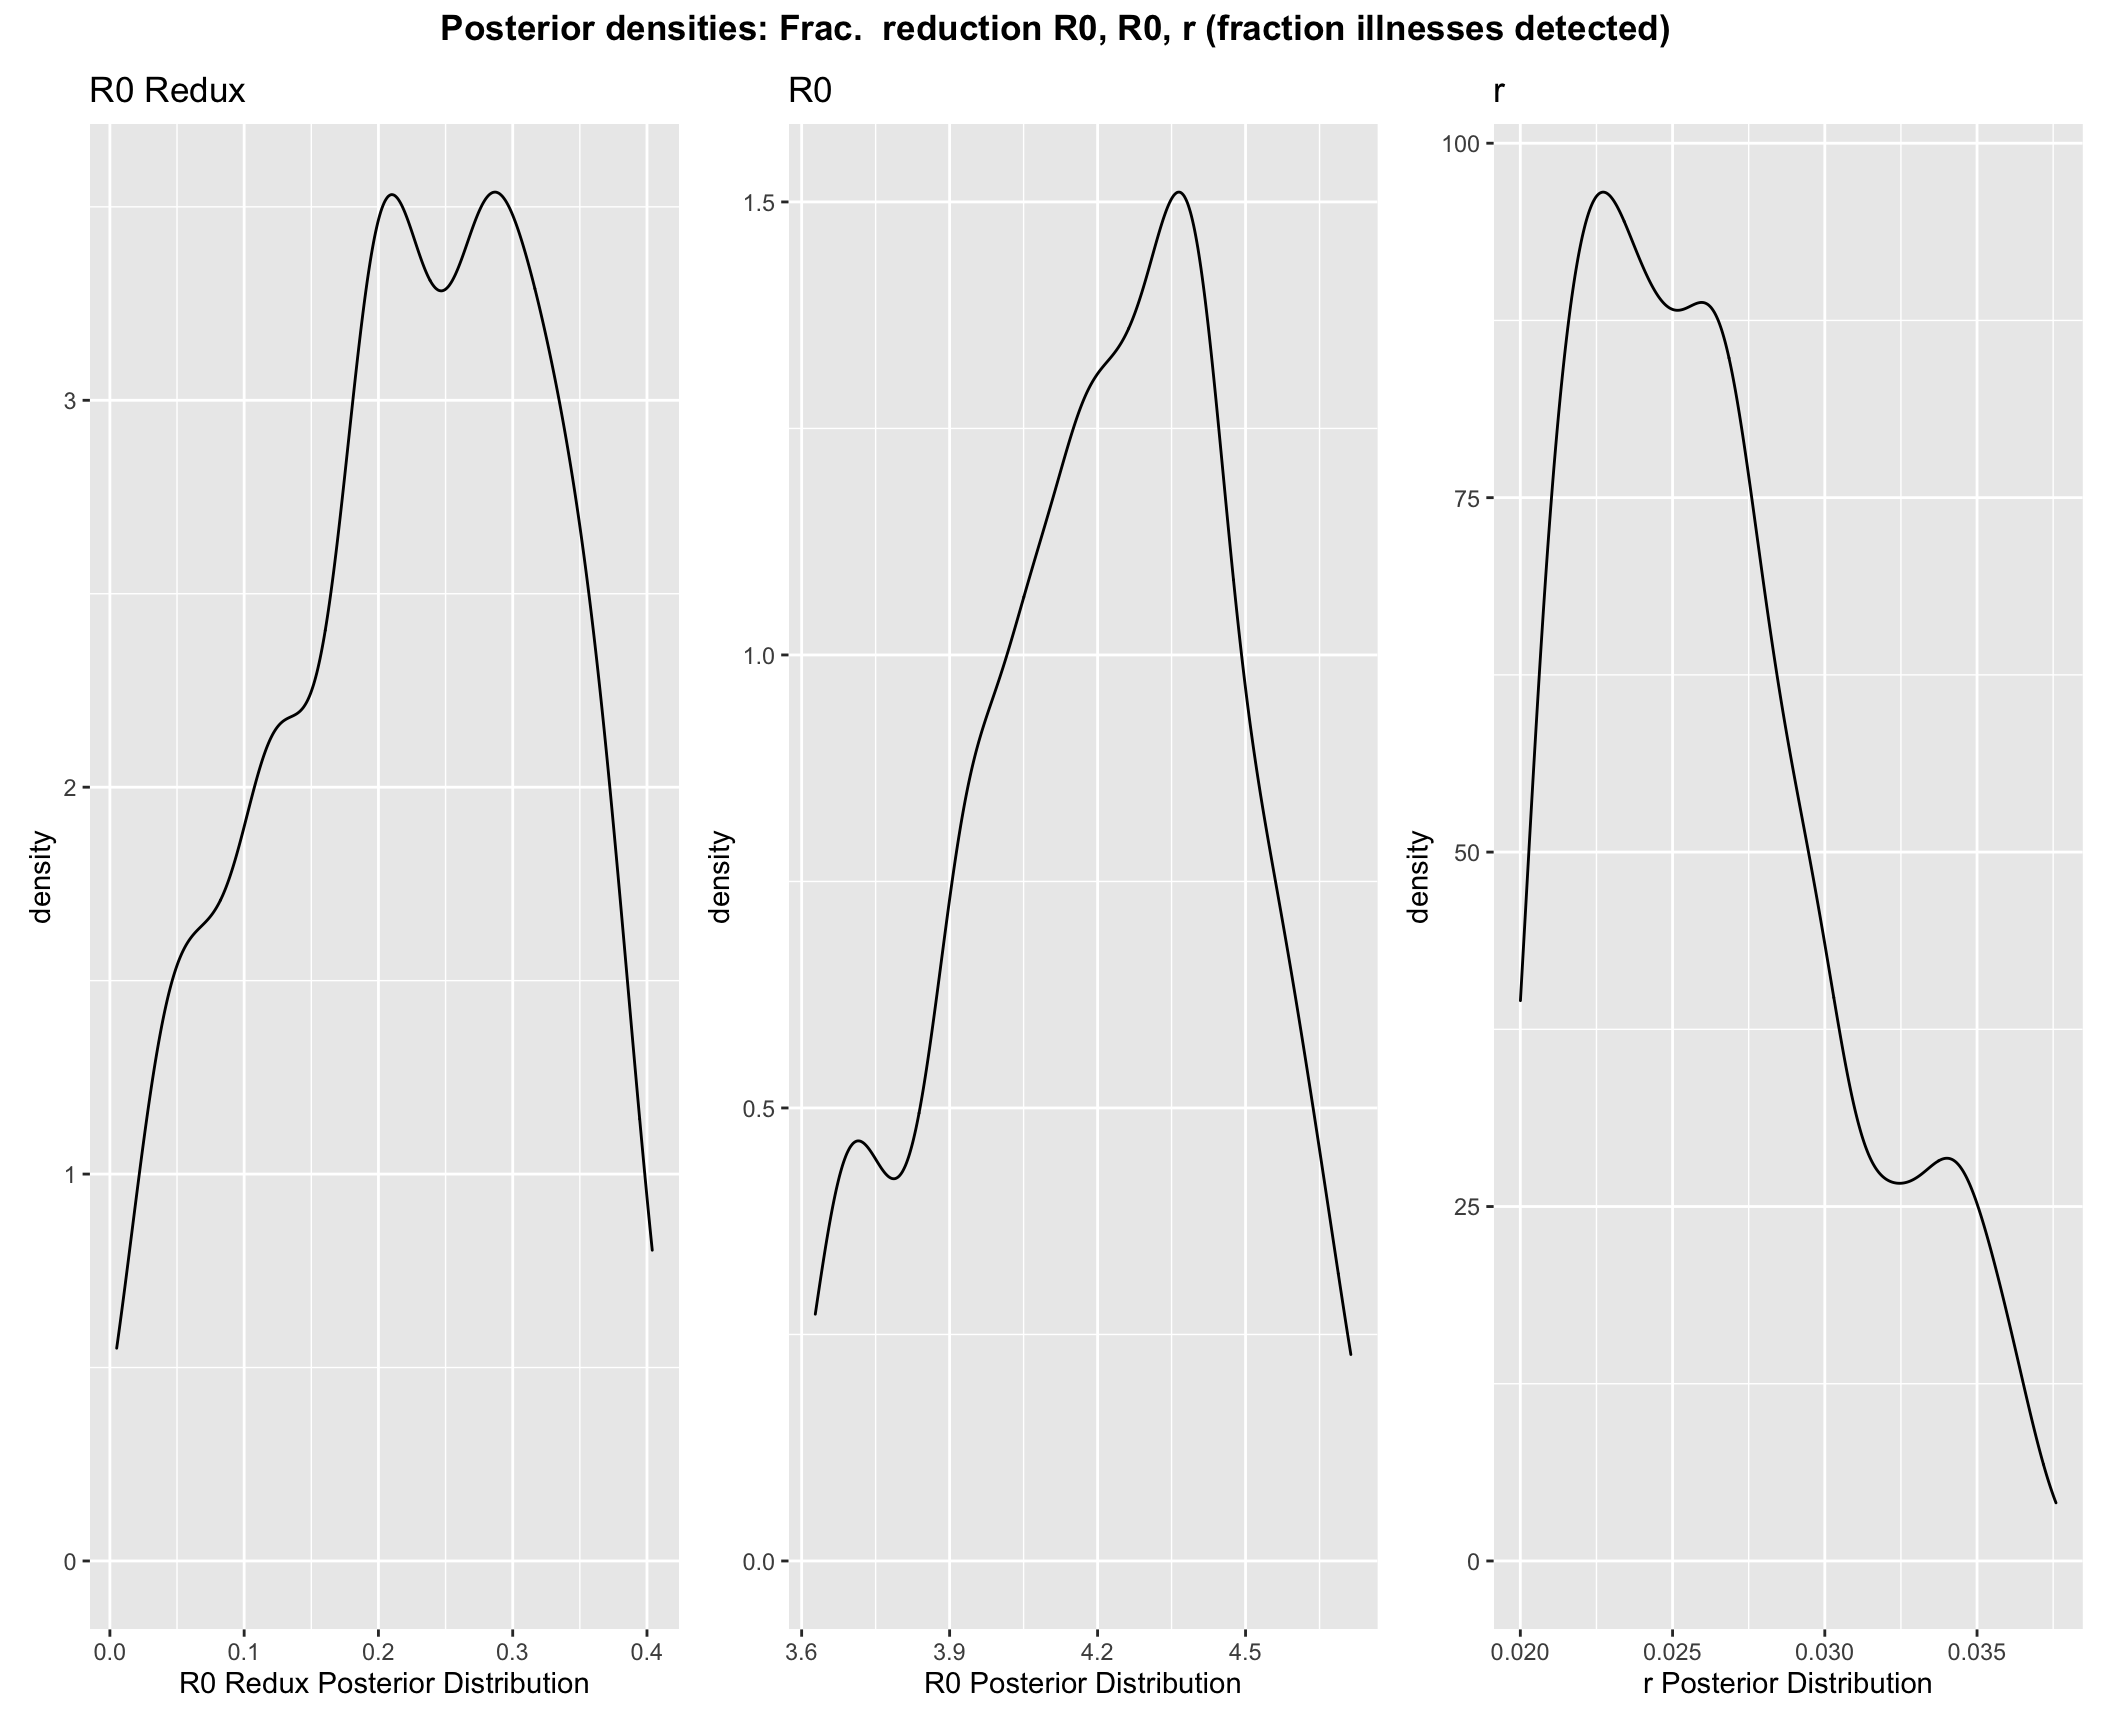 Posterior densities: Frac.  reduction R0, R0, r (fraction illnesses detected)
R0 Redux
density
3
2
1
0
0.0 0.1 0.2 0.3 0.4
R0 Redux Posterior Distribution
R0
density
1.5
1.0
0.5
0.0
3.6 3.9 4.2 4.5
R0 Posterior Distribution
r
density
100
75
50
25
0
0.020 0.025 0.030 0.035
r Posterior Distribution